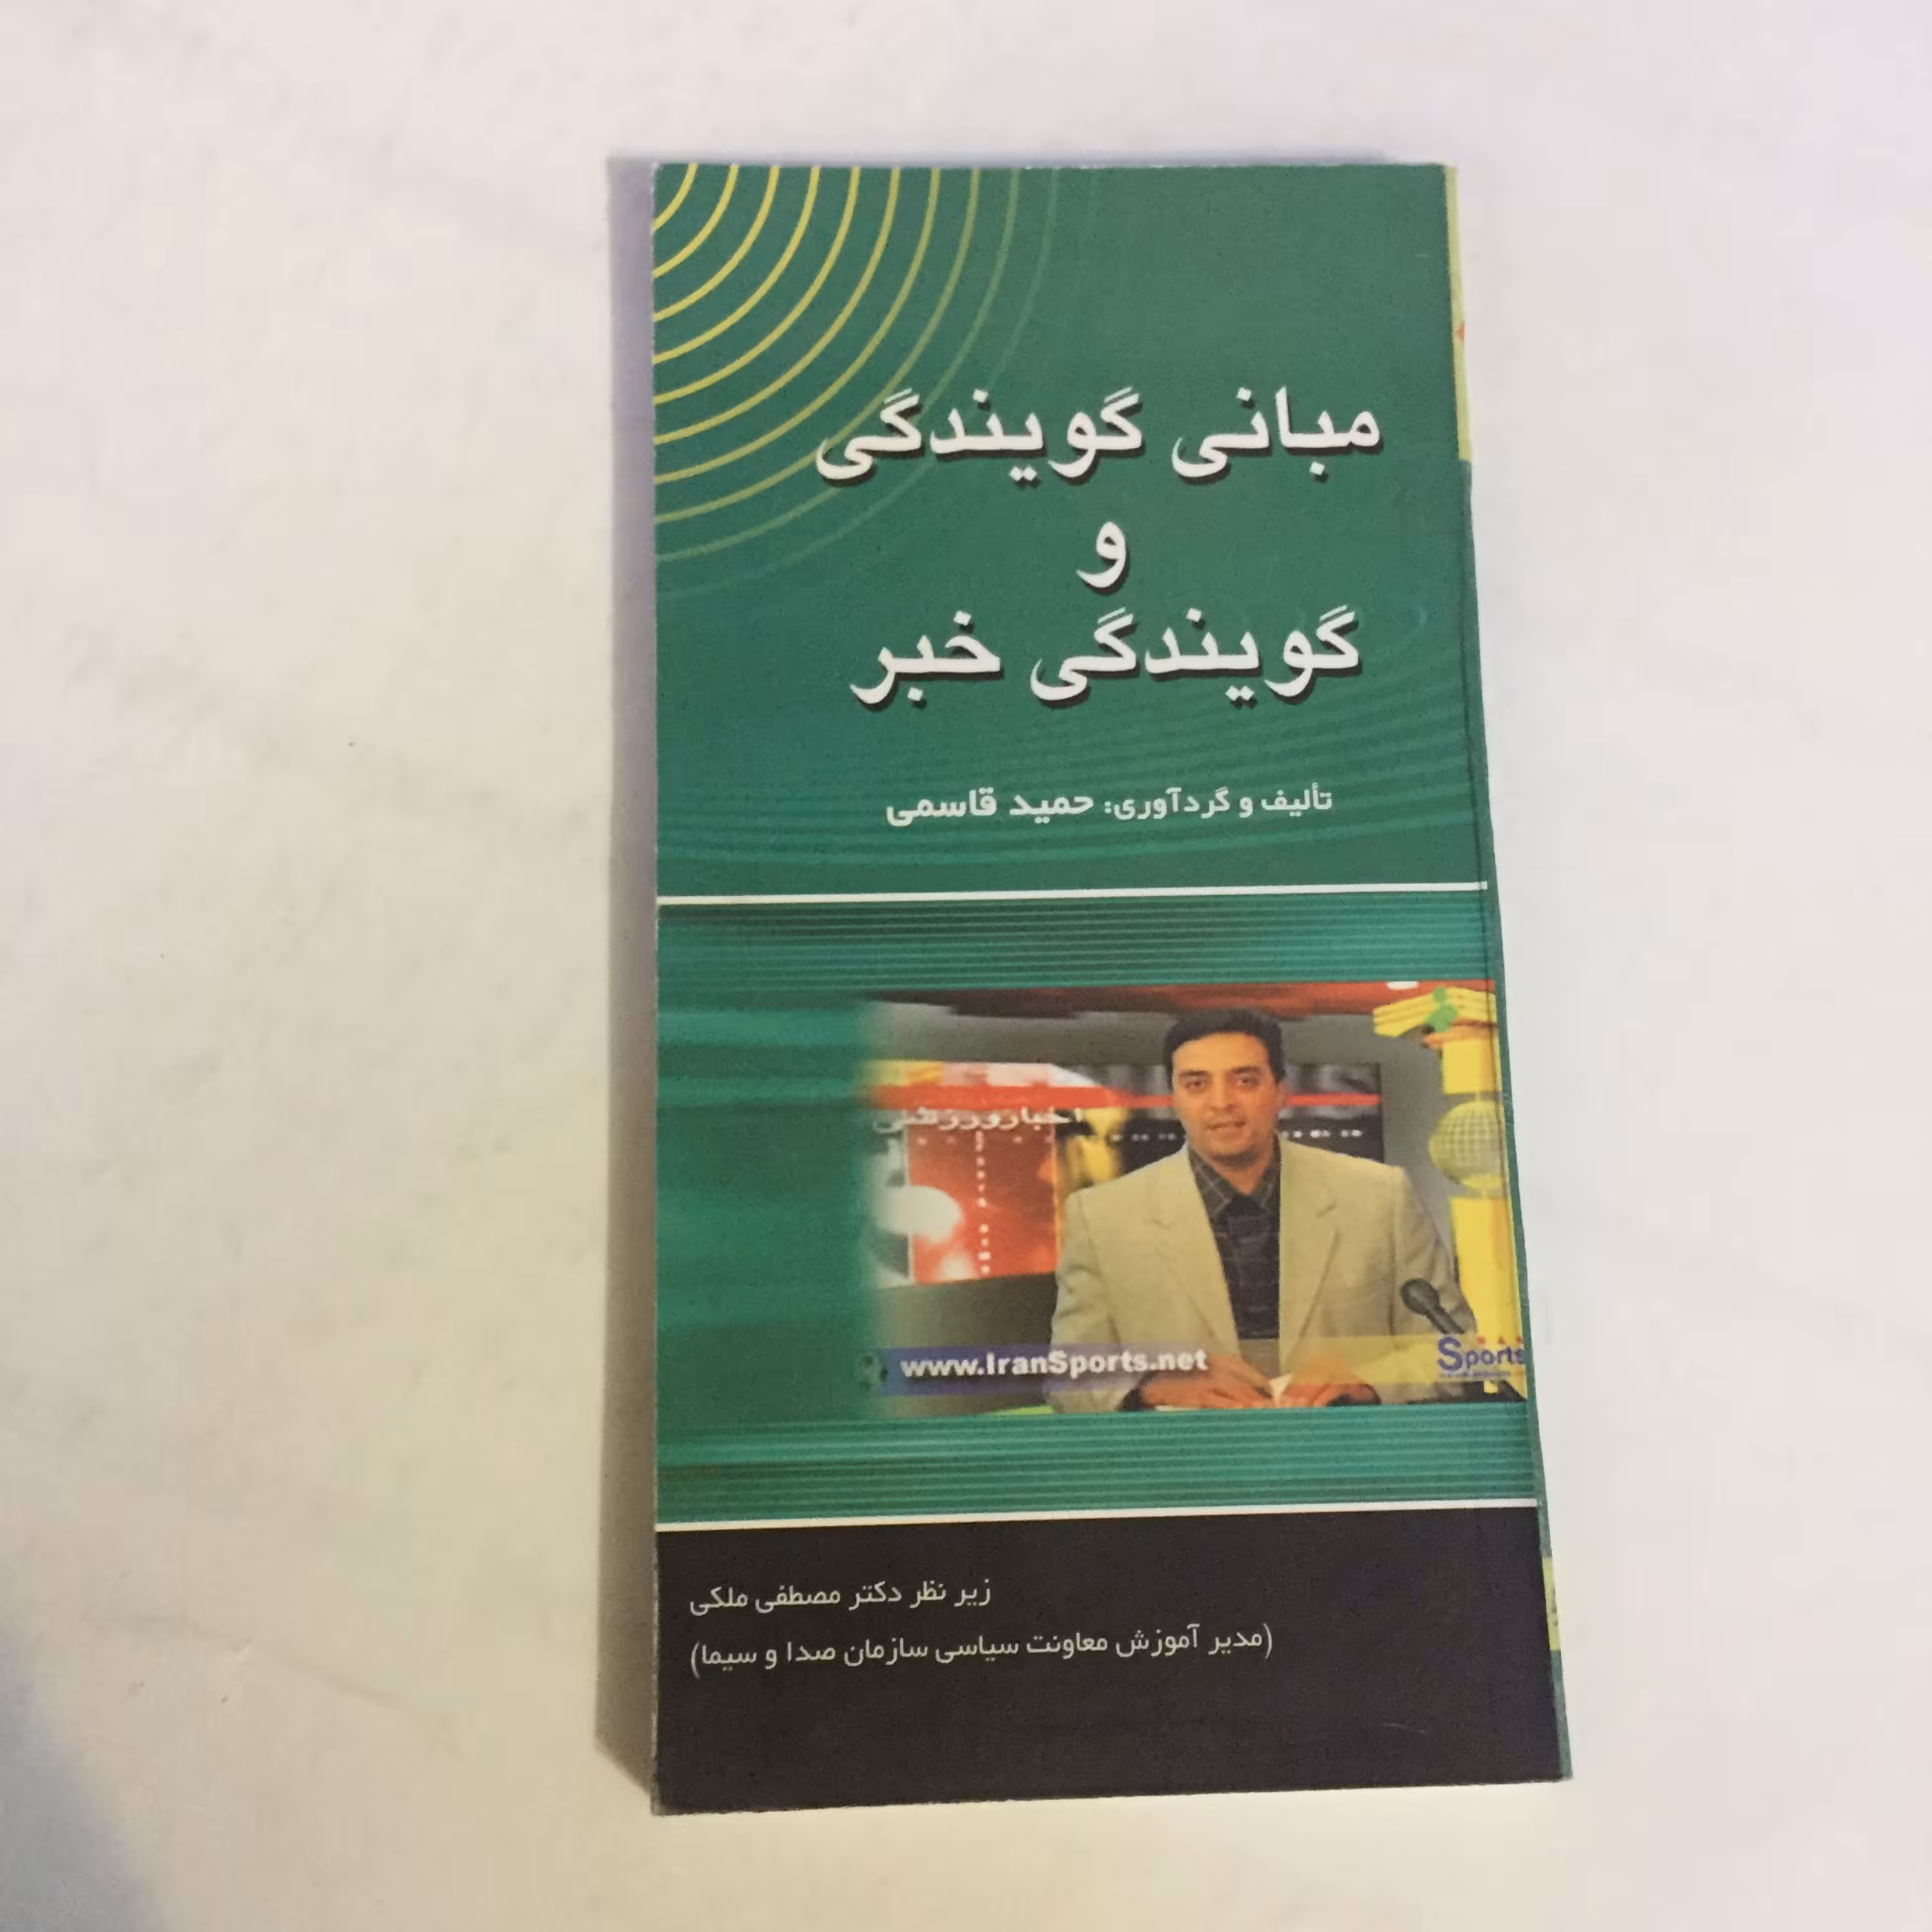 مبانی گویندگی
و
گویندگی خبر
تألیف و گردآوری: حمید قاسمی
اخبار ورزشی
www.IranSports.net
Sports
زیر نظر دکتر مصطفی ملکی
(مدیر آموزش معاونت سیاسی سازمان صدا و سیما)